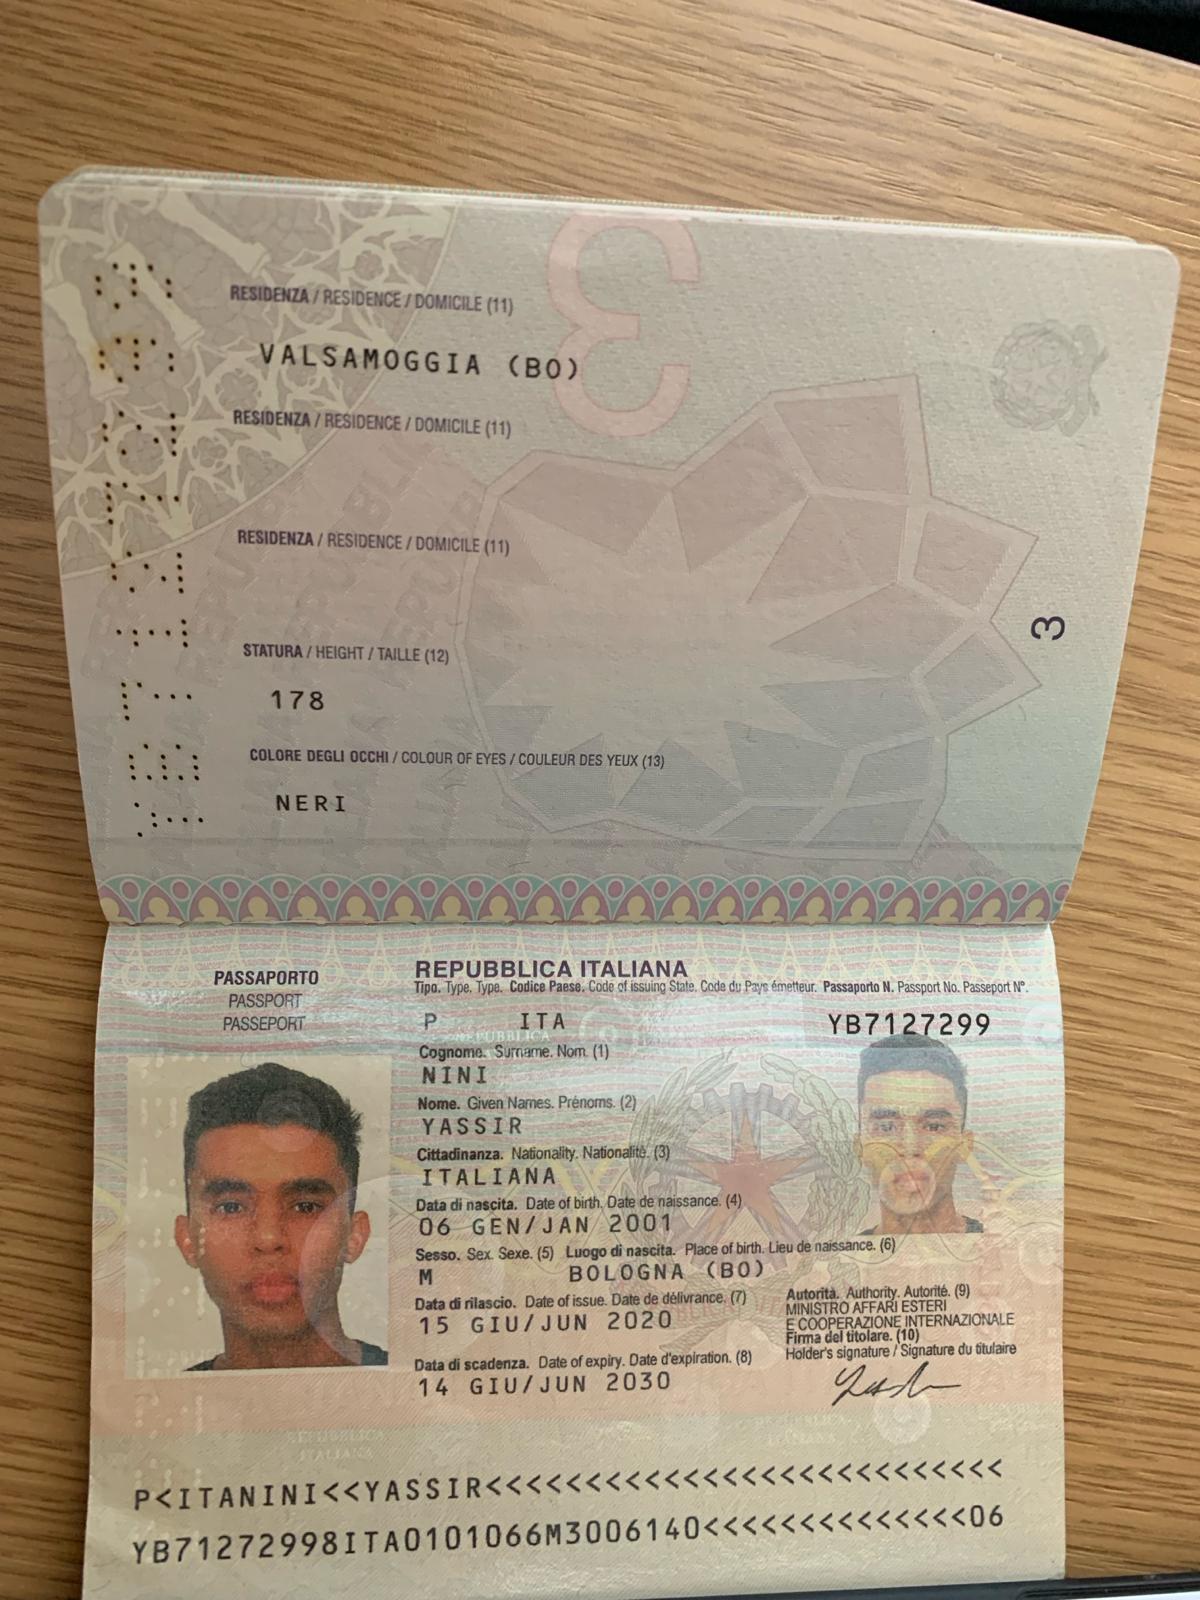 RESIDENZA / RESIDENCE / DOMICILE (11)
VALSAMOGGIA (BO)
RESIDENZA / RESIDENCE / DOMICILE (11)
RESIDENZA / RESIDENCE / DOMICILE (11)
STATURA / HEIGHT / TAILLE (12)
178
COLORE DEGLI OCCHI / COLOUR OF EYES / COULEUR DES YEUX (13)
NERI
3
3
YB7127299
PASSAPORTO
PASSPORT
PASSEPORT
REPUBBLICA ITALIANA
Tipo. Type. Type. Codice Paese. Code of issuing State. Code du Pays émetteur. Passaporto N. Passport No. Passeport N°.
P ITA YB7127299
Cognome. Surname. Nom. (1)
NINI
Nome. Given Names. Prénoms. (2)
YASSIR
Cittadinanza. Nationality. Nationalité. (3)
ITALIANA
Data di nascita. Date of birth. Date de naissance. (4)
06 GEN/JAN 2001
Sesso. Sex. Sexe. (5) Luogo di nascita. Place of birth. Lieu de naissance. (6)
M BOLOGNA (BO)
Data di rilascio. Date of issue. Date de délivrance. (7)
15 GIU/JUN 2020
Data di scadenza. Date of expiry. Date d'expiration. (8)
14 GIU/JUN 2030
Autorità. Authority. Autorité. (9)
MINISTRO AFFARI ESTERI
E COOPERAZIONE INTERNAZIONALE
Firma del titolare. (10)
Holder's signature / Signature du titulaire
P<ITANINI<<YASSIR<<<<<<<<<<<<<<<<<<<<<<<<<<<
YB71272998ITA0101066M3006140<<<<<<<<<<<<<<06